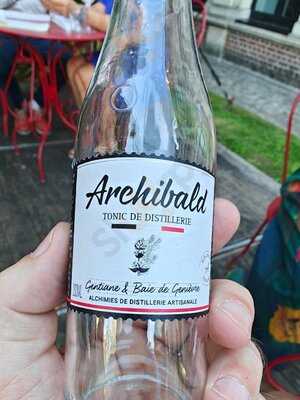 Archibald
TONIC DE DISTILLERIE
Gentiane & Baie de Genièvre
ALCHIMIES DE DISTILLERIE ARTISANALE